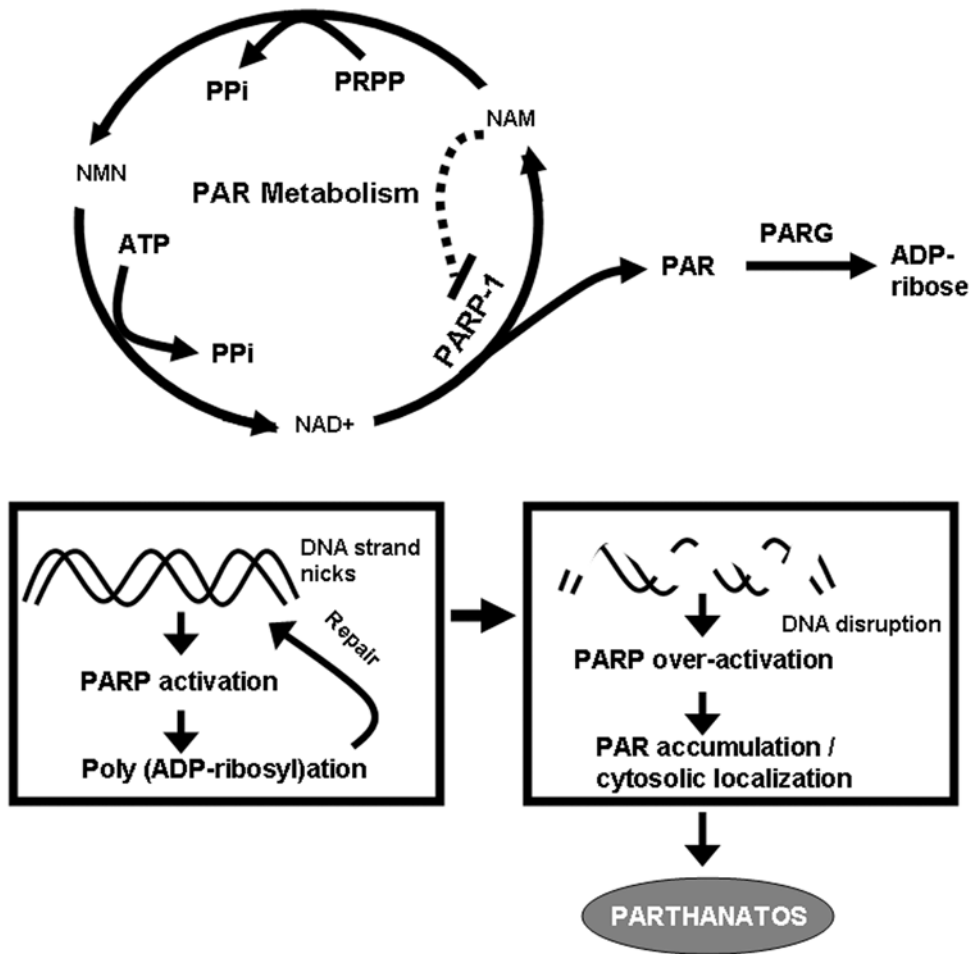 PPi
PRPP
NAM
NMN
PAR Metabolism
ATP
PARP-1
PPi
NAD+
PAR
PARG
ADP-
ribose
DNA strand
nicks
Repair
PARP activation
Poly (ADP-ribosyl)ation
DNA disruption
PARP over-activation
PAR accumulation /
cytosolic localization
PARTHANATOS